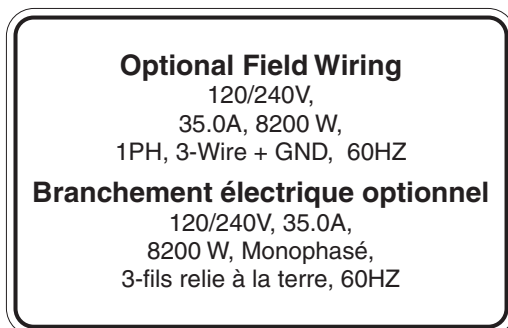 Optional Field Wiring
120/240V,
35.0A, 8200 W,
1PH, 3-Wire + GND, 60HZ
Branchement électrique optionnel
120/240V, 35.0A,
8200 W, Monophasé,
3-fils relie à la terre, 60HZ